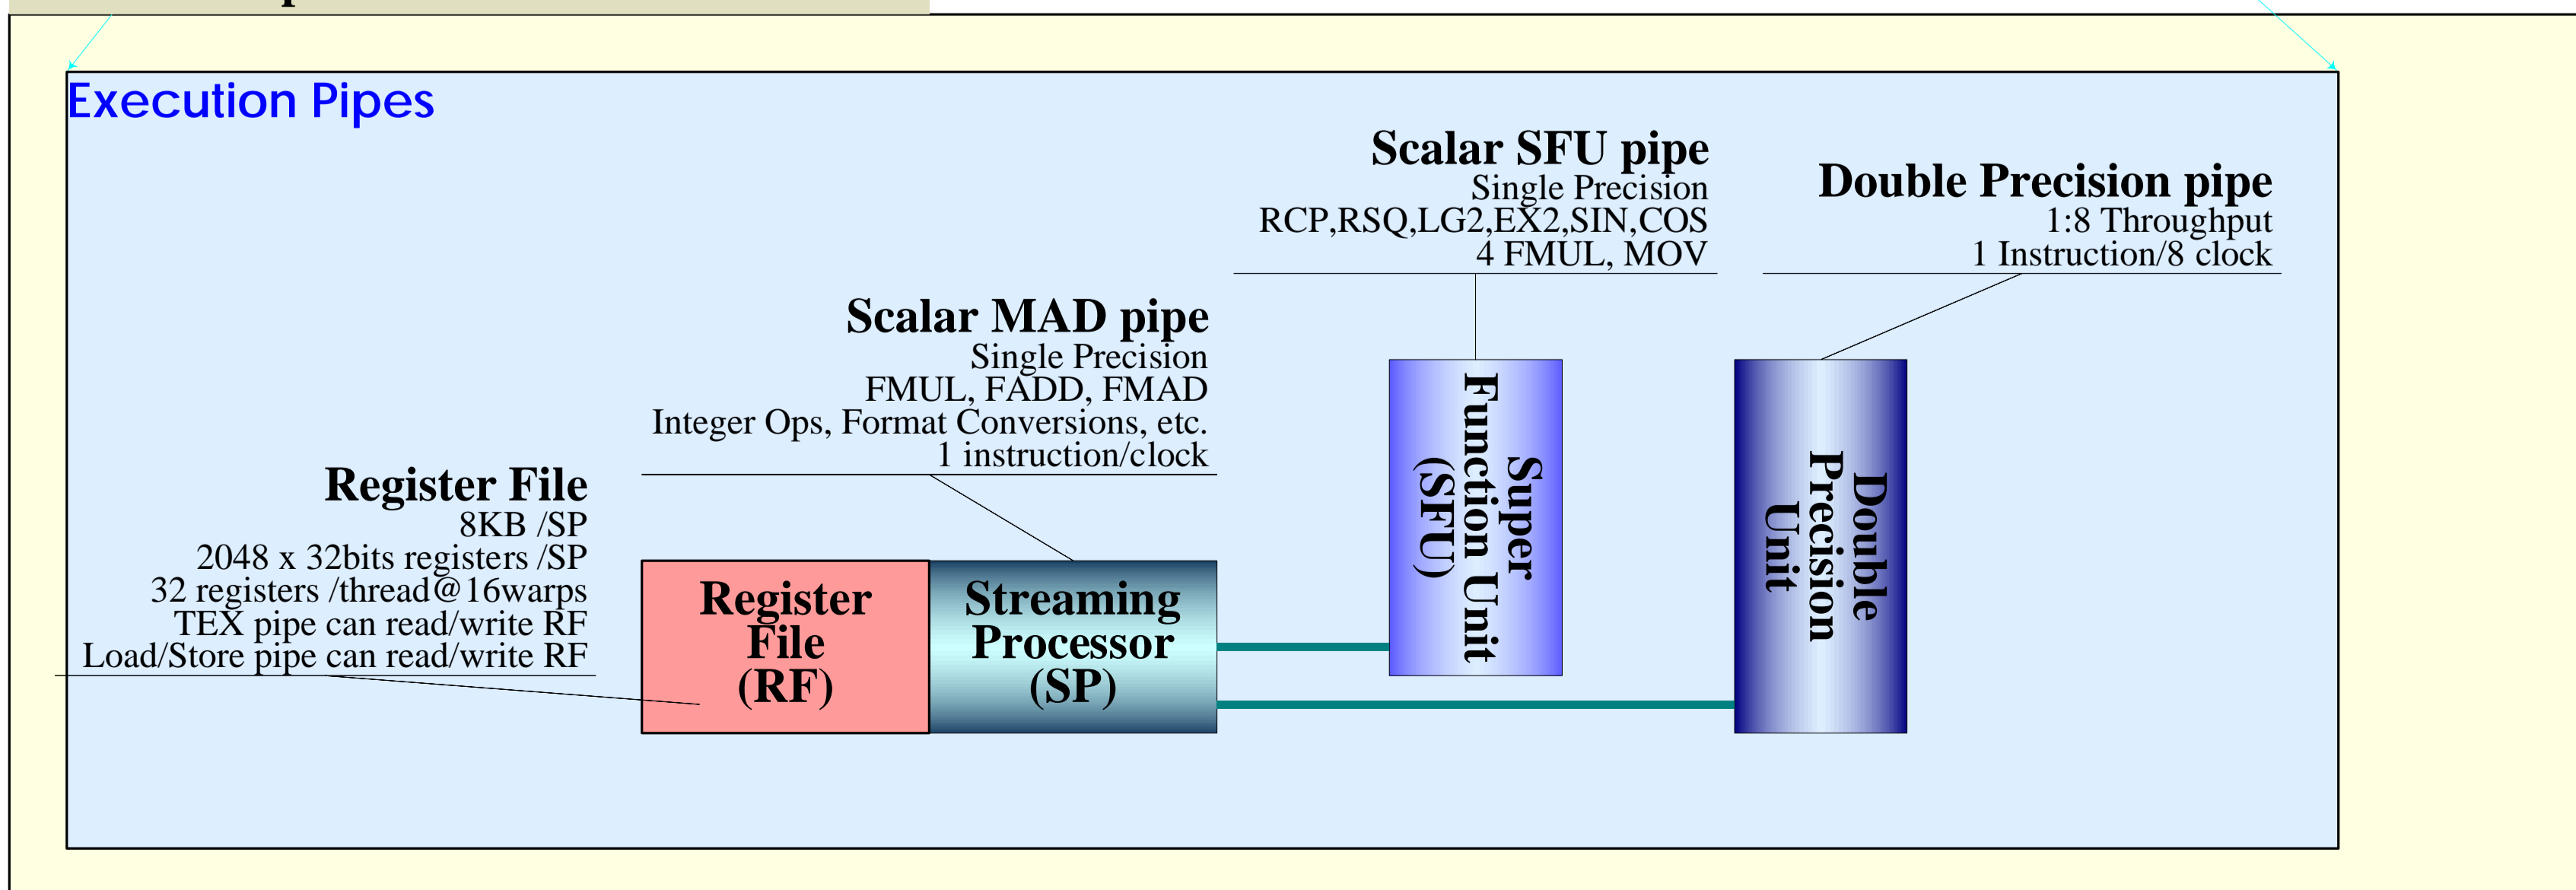 Execution Pipes
Scalar SFU pipe
Single Precision
RCP,RSQ,LG2,EX2,SIN,COS
4 FMUL, MOV
Double Precision pipe
1:8 Throughput
1 Instruction/8 clock
Scalar MAD pipe
Single Precision
FMUL, FADD, FMAD
Integer Ops, Format Conversions, etc.
1 instruction/clock
Register File
8KB /SP
2048 x 32bits registers /SP
32 registers /thread@16warps
TEX pipe can read/write RF
Load/Store pipe can read/write RF
Register
File
(RF)
Streaming
Processor
(SP)
Super
Function Unit
(SFU)
Double
Precision
Unit